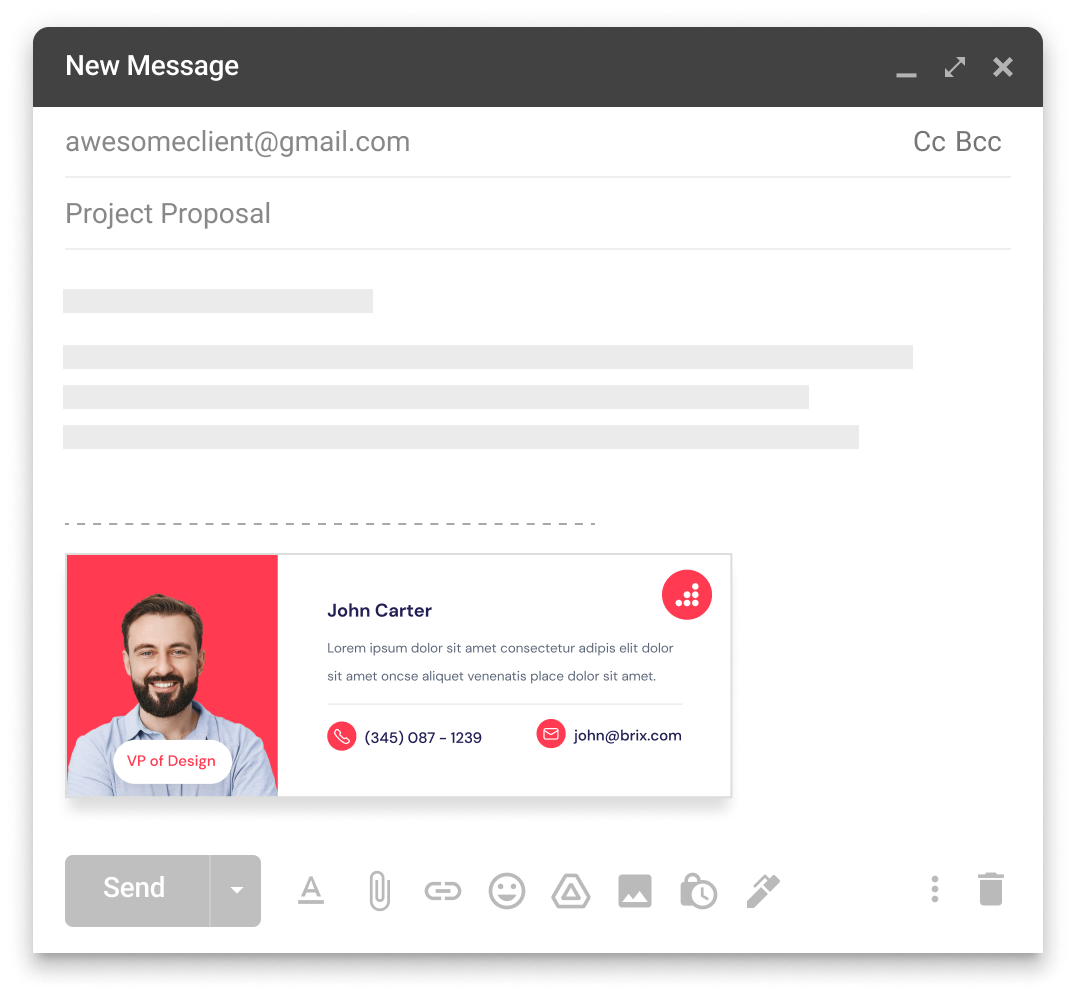 New Message
awesomeclient@gmail.com
Cc Bcc
Project Proposal
John Carter
Lorem ipsum dolor sit amet consectetur adipis elit dolor
sit amet oncse aliquet venenatis place dolor sit amet.
(345) 087 - 1239
john@brix.com
VP of Design
Send
A